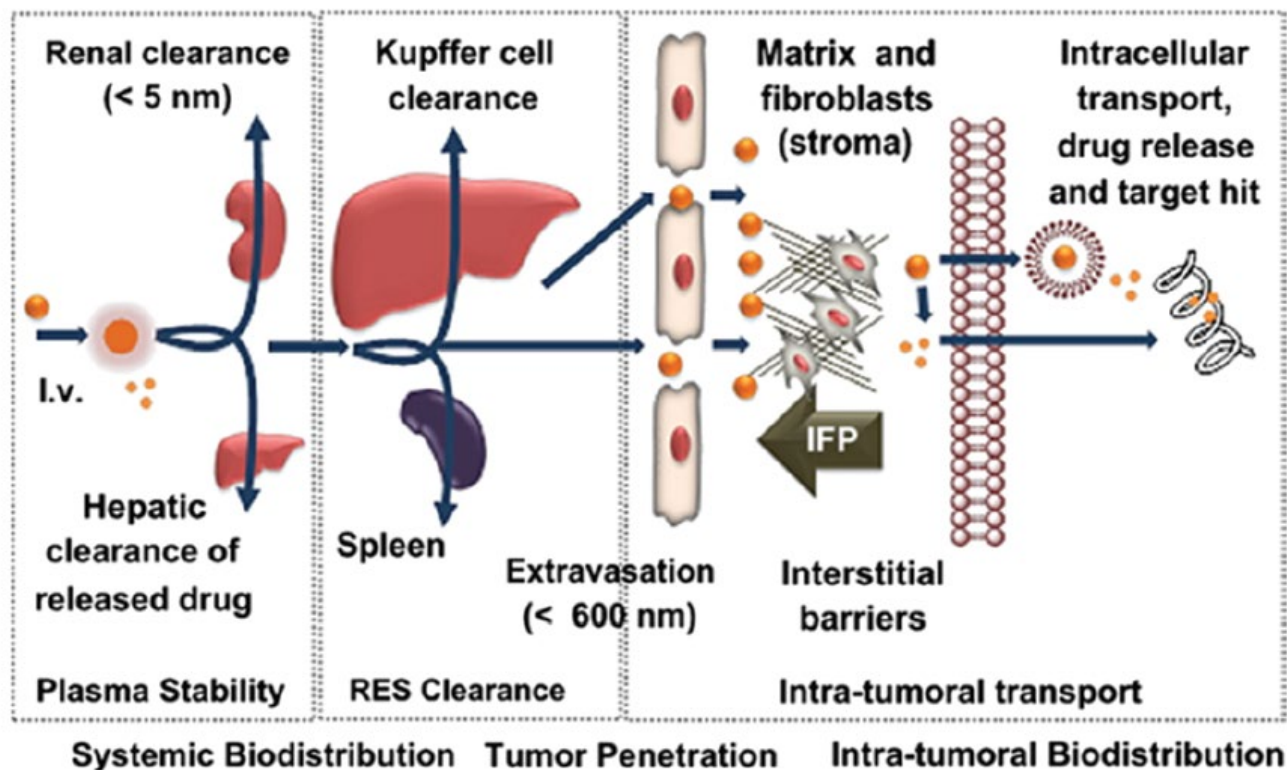 Renal clearance
(< 5 nm)
I.v.
Hepatic
clearance of
released drug
Plasma Stability
Kupffer cell
clearance
Spleen
RES Clearance
Extravasation
(< 600 nm)
Matrix and
fibroblasts
(stroma)
IFP
Interstitial
barriers
Intracellular
transport,
drug release
and target hit
Intra-tumoral transport
Systemic Biodistribution
Tumor Penetration
Intra-tumoral Biodistribution